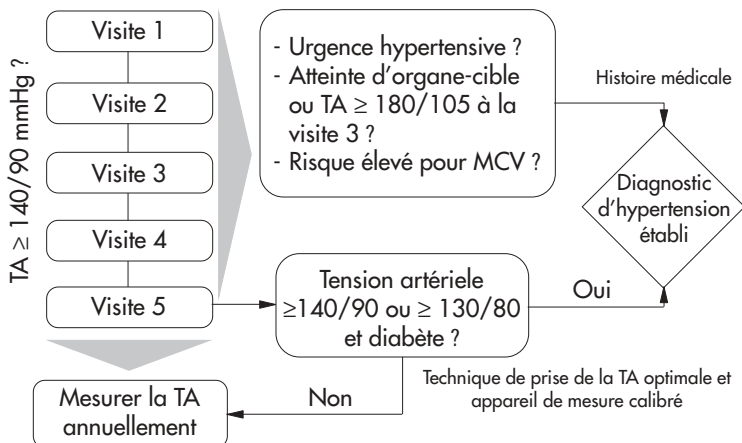 TA ≥ 140/90 mmHg ?
Visite 1
Visite 2
Visite 3
Visite 4
Visite 5
- Urgence hypertensive ?
- Atteinte d'organe-cible
ou TA ≥ 180/105 à la
visite 3 ?
- Risque élevé pour MCV ?
Histoire médicale
Diagnostic
d'hypertension
établi
Tension artérielle
≥140/90 ou ≥ 130/80
et diabète ?
Oui
Non
Mesurer la TA
annuellement
Technique de prise de la TA optimale et
appareil de mesure calibré